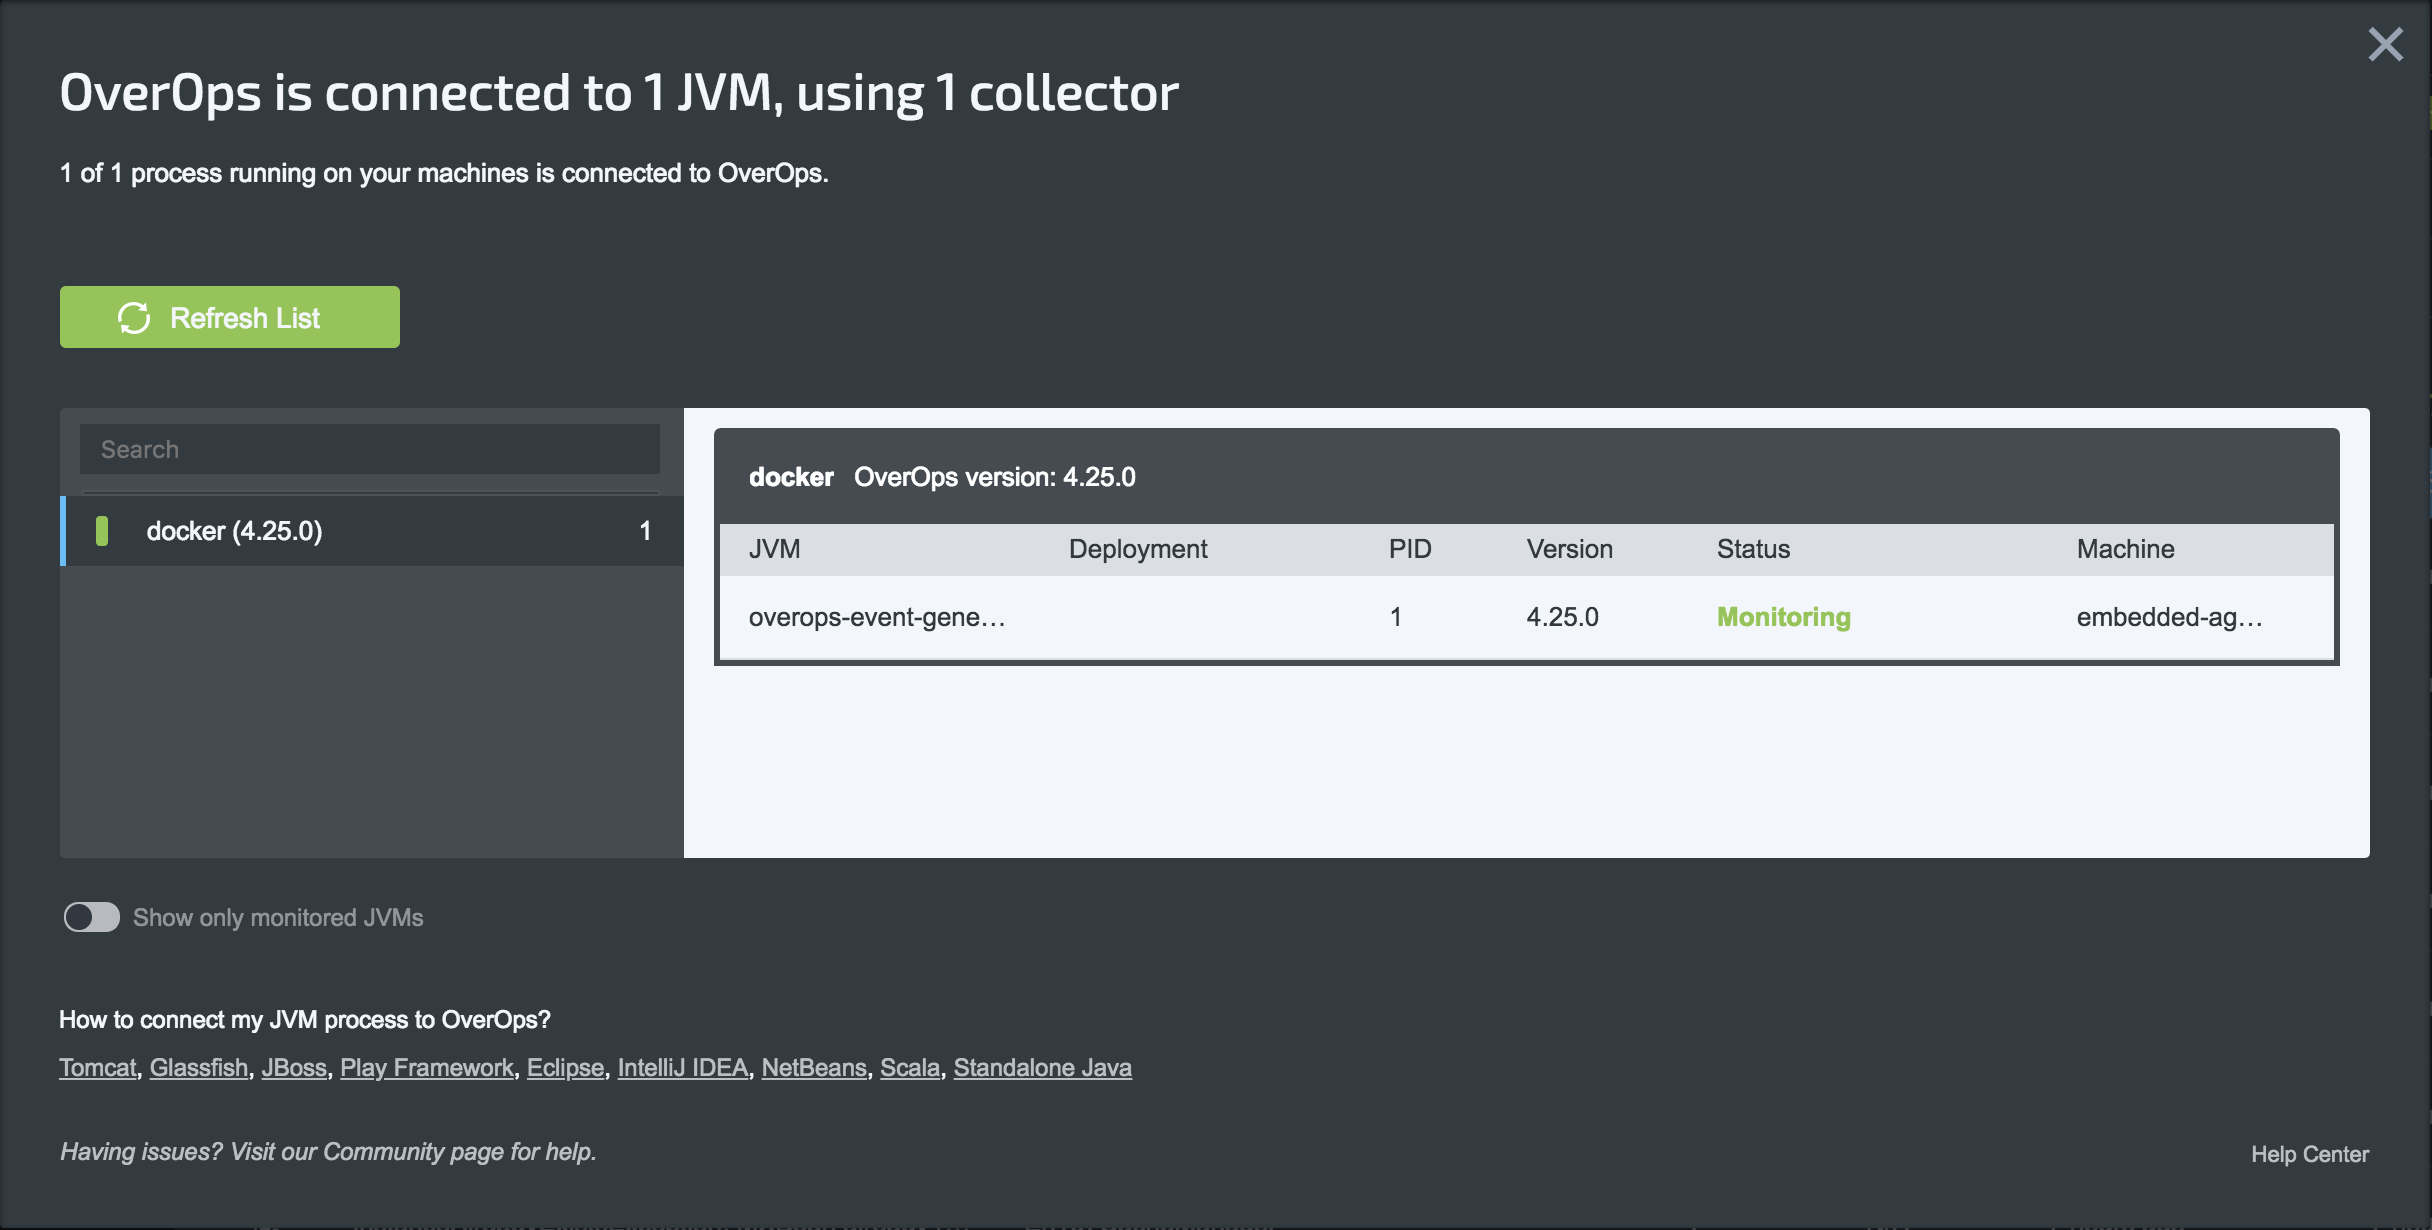 OverOps is connected to 1 JVM, using 1 collector
1 of 1 process running on your machines is connected to OverOps.
Refresh List
Search
docker (4.25.0) 1
docker OverOps version: 4.25.0
JVM Deployment PID Version Status Machine
overops-event-gene… 1 4.25.0 Monitoring embedded-ag…
Show only monitored JVMs
How to connect my JVM process to OverOps?
Tomcat, Glassfish, JBoss, Play Framework, Eclipse, IntelliJ IDEA, NetBeans, Scala, Standalone Java
Having issues? Visit our Community page for help.
Help Center